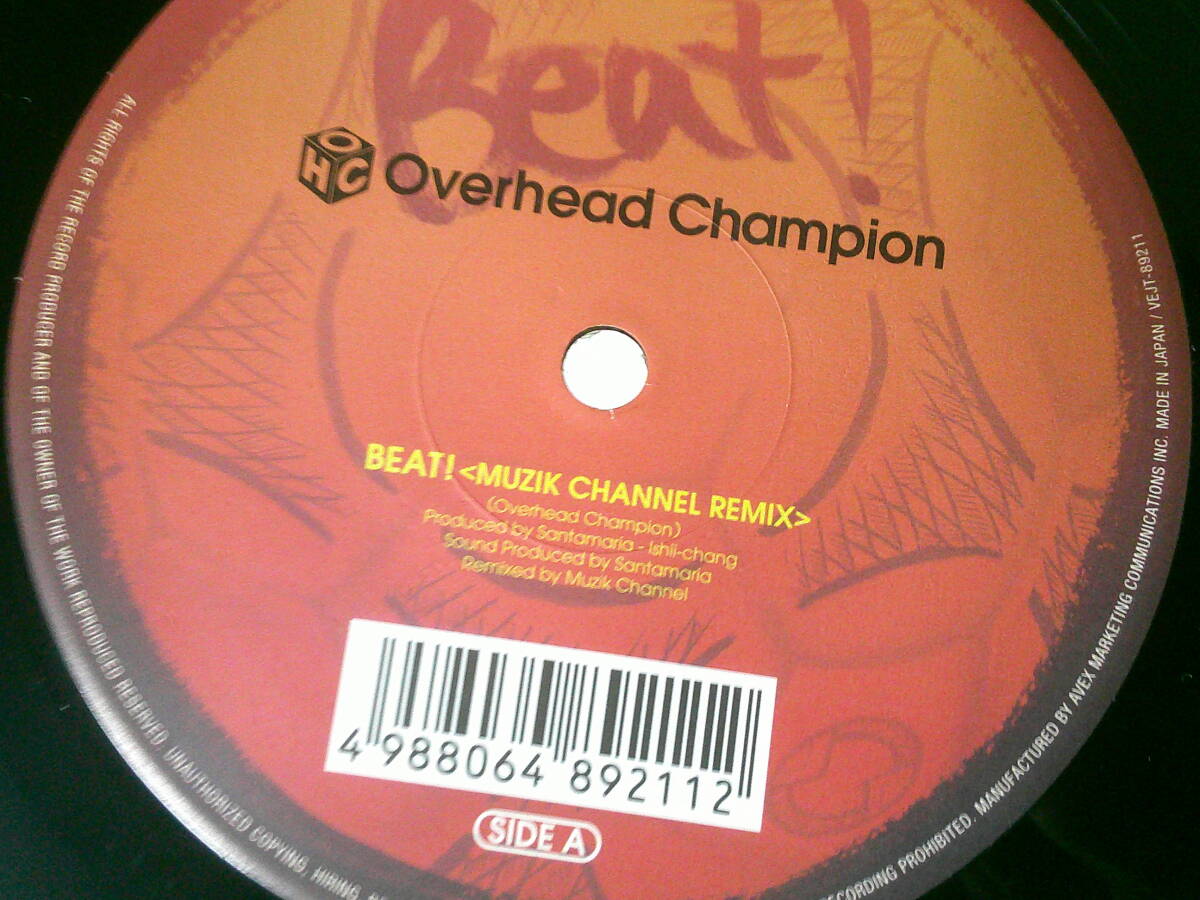 Beat!
OHC Overhead Champion
BEAT! <MUZIK CHANNEL REMIX>
(Overhead Champion)
Produced by Santamaria - Ishii-chang
Sound Produced by Santamaria
Remixed by Muzik Channel
4 988064 892112
SIDE A
ALL RIGHTS OF THE RECORD PRODUCER AND OF THE OWNER OF THE WORK REPRODUCED RESERVED. UNAUTHORIZED COPYING, HIRING,
RECORDING PROHIBITED. MANUFACTURED BY AVEX MARKETING COMMUNICATIONS INC. MADE IN JAPAN / VEJT-89211